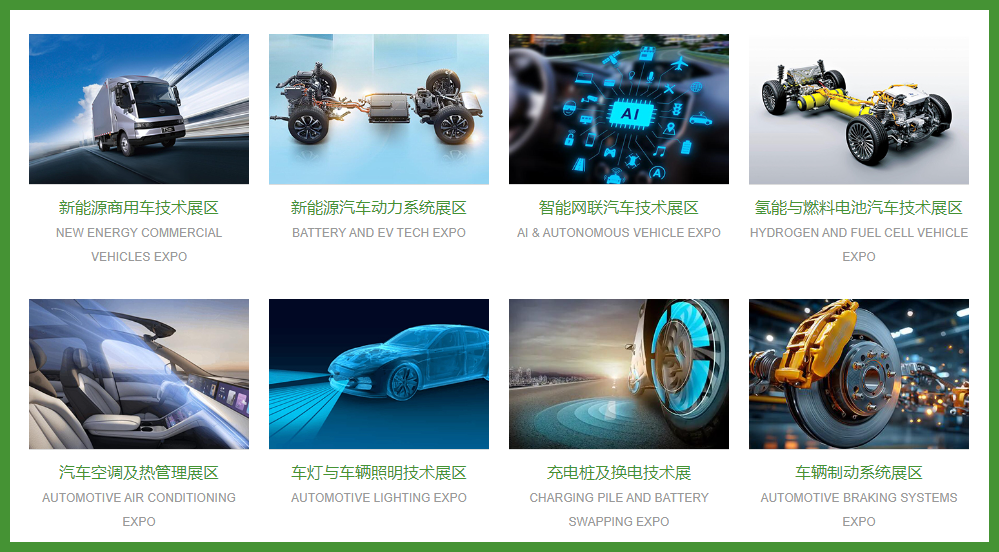 AI
新能源商用车技术展区
NEW ENERGY COMMERCIAL
VEHICLES EXPO
新能源汽车动力系统展区
BATTERY AND EV TECH EXPO
智能网联汽车技术展区
AI & AUTONOMOUS VEHICLE EXPO
氢能与燃料电池汽车技术展区
HYDROGEN AND FUEL CELL VEHICLE
EXPO
汽车空调及热管理展区
AUTOMOTIVE AIR CONDITIONING
EXPO
车灯与车辆照明技术展区
AUTOMOTIVE LIGHTING EXPO
充电桩及换电技术展
CHARGING PILE AND BATTERY
SWAPPING EXPO
车辆制动系统展区
AUTOMOTIVE BRAKING SYSTEMS
EXPO